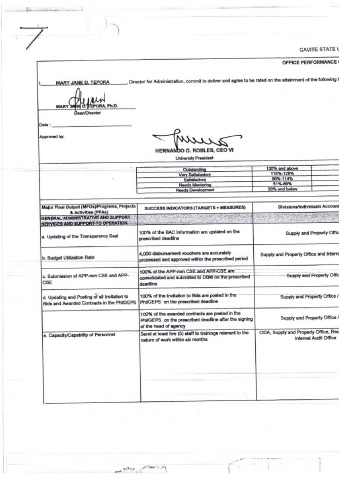 7
CAVITE STATE U
OFFICE PERFORMANCE
I, MARY JANE D. TEPORA, Director for Administration, commit to deliver and agree to be rated on the attainment of the following
MARY JANE D. TEPORA, Ph.D.
Dean/Director
Date :
Approved by:
HERNANDO D. ROBLES, CEO VI
University President
Outstanding 130% and above
Very Satisfactory 115%-129%
Satisfactory 90%-114%
Needs Mentoring 51%-89%
Needs Development 50% and below
Major Final Output (MFOs)/Programs, Projects & Activities (PPAs) SUCCESS INDICATORS (TARGETS + MEASURES) Divisions/Individuals Account
GENERAL ADMINISTRATIVE AND SUPPORT
SERVICES AND SUPPORT TO OPERATION
a. Updating of the Transparency Seal 100% of the BAC Information are updated on the
prescribed deadline Supply and Property Offic
b. Budget Utilization Rate 4,000 disbursement vouchers are accurately
processed and approved within the prescribed period Supply and Property Office and Intern
c. Submission of APP-non CSE and APP-
CSE 100% of the APP-non CSE and APP-CSE are
consolidated and submitted to DBM on the prescribed
deadline Supply and Property Offic
d. Updating and Posting of all Invitation to
Bids and Awarded Contracts in the PhilGEPS 100% of the Invitation to Bids are posted in the
PhilGEPS on the prescribed deadline Supply and Property Office /
100% of the awarded contracts are posted in the
PhilGEPS on the prescribed deadline after the signing
of the head of agency Supply and Property Office /
e. Capacity/Capability of Personnel Send at least five (5) staff to trainings relevant to the
nature of work within six months ODA, Supply and Property Office,
Internal Audit Office